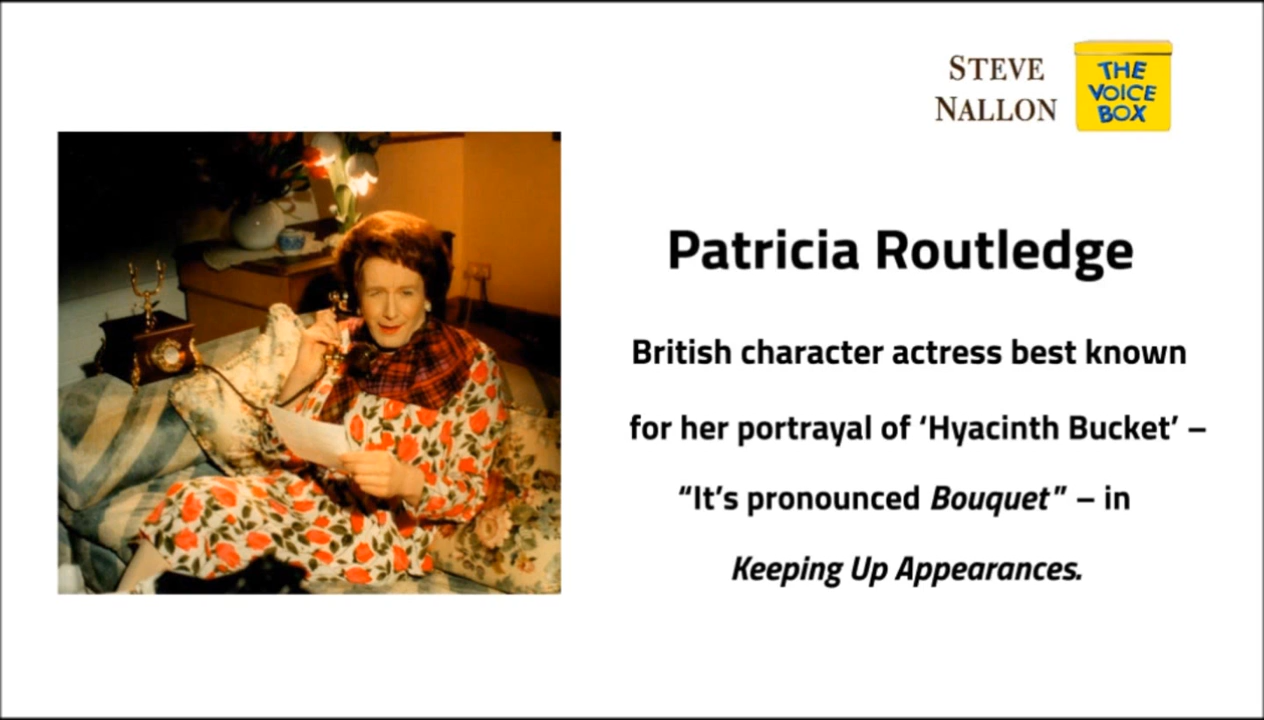 STEVE
NALLON
THE
VOICE
BOX
Patricia Routledge
British character actress best known
for her portrayal of ‘Hyacinth Bucket’ –
“It’s pronounced Bouquet” – in
Keeping Up Appearances.